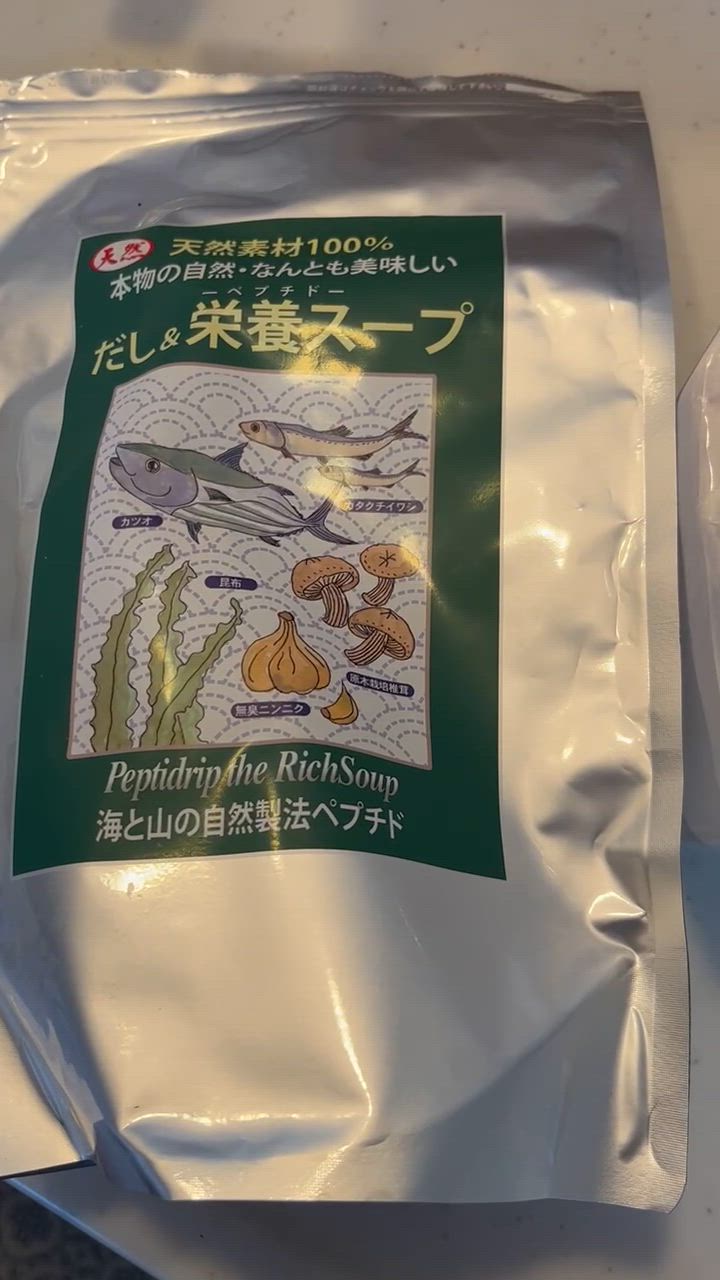 天然
天然素材100%
本物の自然・なんとも美味しい
ーペプチドー
だし&栄養スープ
カタクチイワシ
カツオ
昆布
原木栽培椎茸
無臭ニンニク
Peptidrip the RichSoup
海と山の自然製法ペプチド